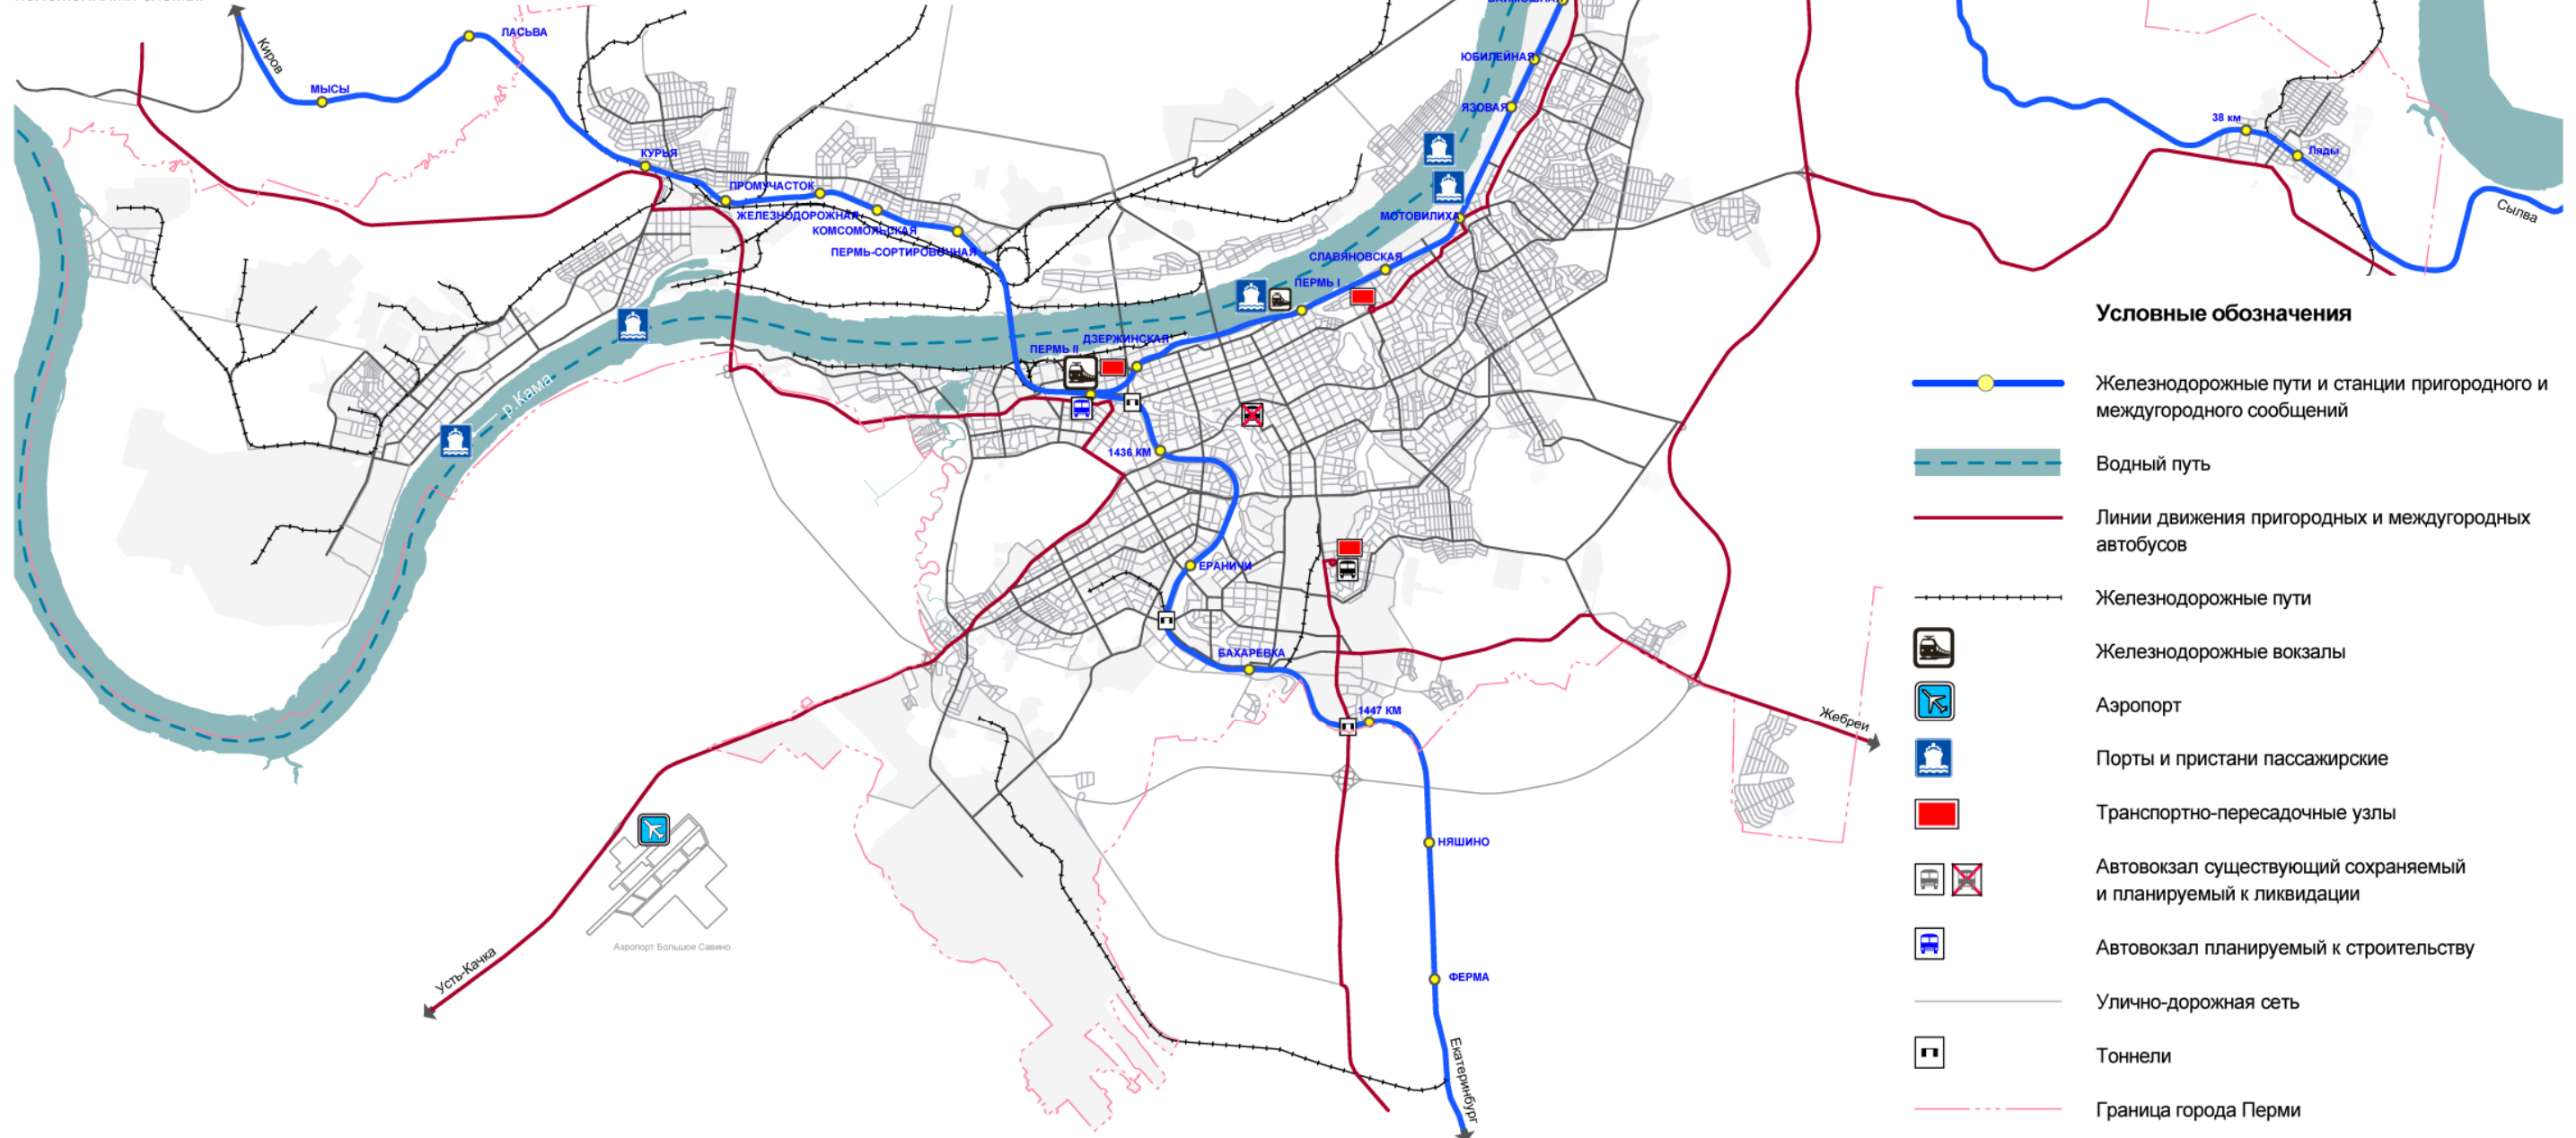 Киров
ЛАСЬВА
МЫСЫ
КУРЬЯ
ПРОМУЧАСТОК
ЖЕЛЕЗНОДОРОЖНАЯ
КОМСОМОЛЬСКАЯ
ПЕРМЬ-СОРТИРОВОЧНАЯ
ЮБИЛЕЙНАЯ
ЯЗОВАЯ
МОТОВИЛИХА
СЛАВЯНОВСКАЯ
ПЕРМЬ I
ДЗЕРЖИНСКАЯ
ПЕРМЬ II
р.Кама
1436 КМ
ЕРАНИЧИ
БАХАРЕВКА
1447 КМ
НЯШИНО
ФЕРМА
Екатеринбург
Жебреи
Усть-Качка
Аэропорт Большое Савино
38 км
Ляды
Сылва
Условные обозначения
Железнодорожные пути и станции пригородного и
междугородного сообщений
Водный путь
Линии движения пригородных и междугородных
автобусов
Железнодорожные пути
Железнодорожные вокзалы
Аэропорт
Порты и пристани пассажирские
Транспортно-пересадочные узлы
Автовокзал существующий сохраняемый
и планируемый к ликвидации
Автовокзал планируемый к строительству
Улично-дорожная сеть
Тоннели
Граница города Перми